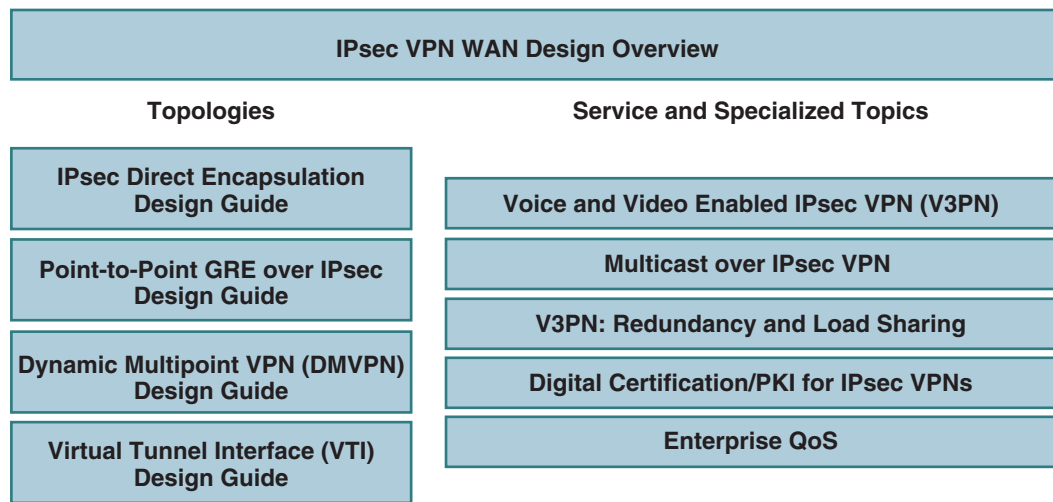 IPsec VPN WAN Design Overview
Topologies
IPsec Direct Encapsulation
Design Guide
Point-to-Point GRE over IPsec
Design Guide
Dynamic Multipoint VPN (DMVPN)
Design Guide
Virtual Tunnel Interface (VTI)
Design Guide
Service and Specialized Topics
Voice and Video Enabled IPsec VPN (V3PN)
Multicast over IPsec VPN
V3PN: Redundancy and Load Sharing
Digital Certification/PKI for IPsec VPNs
Enterprise QoS